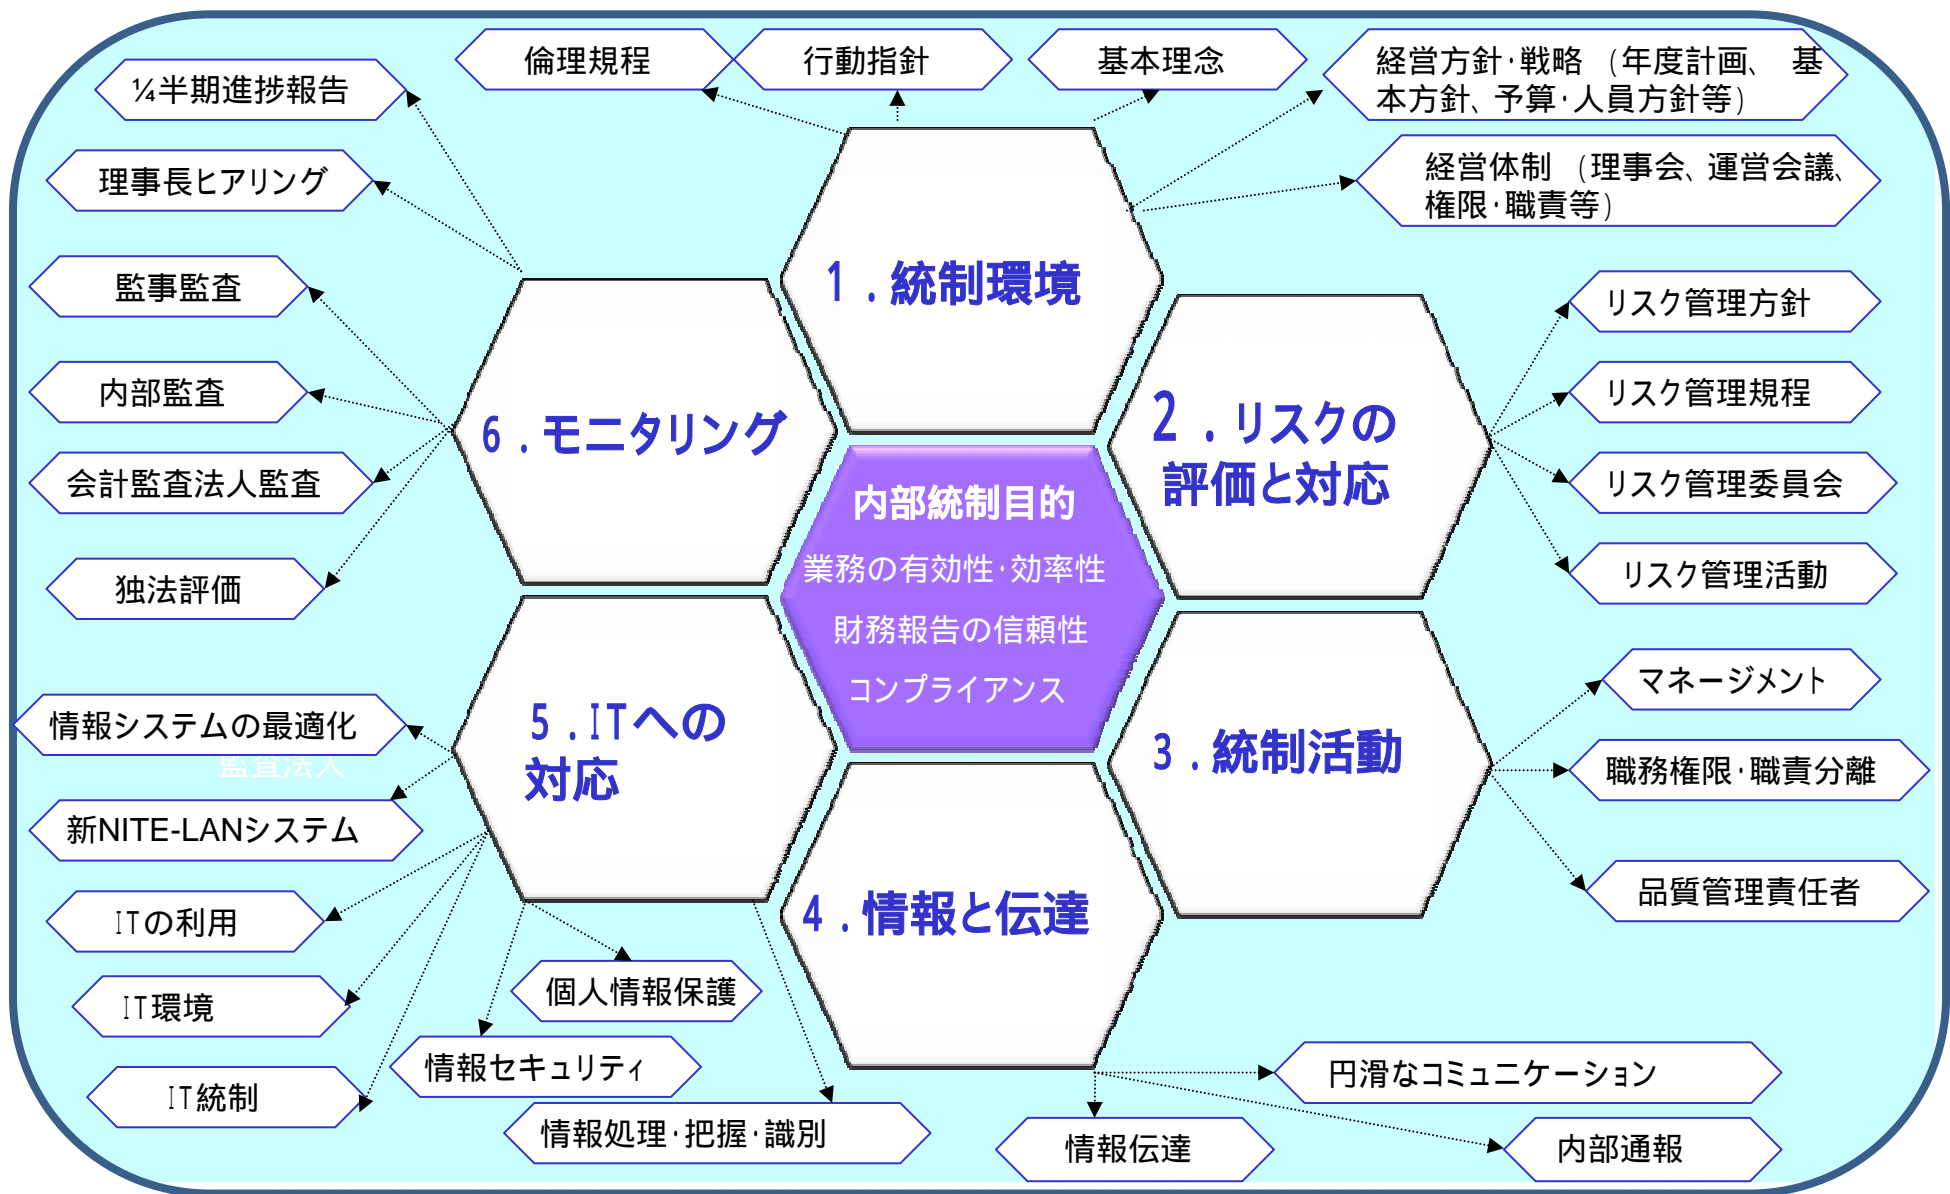 倫理規程
行動指針
基本理念
経営方針・戦略 （年度計画、 基
本方針、予算・人員方針等）
経営体制 （理事会、運営会議、
権限・職責等）
¼半期進捗報告
理事長ヒアリング
監事監査
内部監査
会計監査法人監査
独法評価
1．統制環境
2．リスクの
評価と対応
リスク管理方針
リスク管理規程
リスク管理委員会
リスク管理活動
6．モニタリング
内部統制目的
業務の有効性・効率性
財務報告の信頼性
コンプライアンス
3．統制活動
マネージメント
職務権限・職責分離
品質管理責任者
5．ITへの
対応
情報システムの最適化
監査法人
新NITE-LANシステム
ITの利用
IT環境
IT統制
個人情報保護
情報セキュリティ
情報処理・把握・識別
4．情報と伝達
円滑なコミュニケーション
情報伝達
内部通報